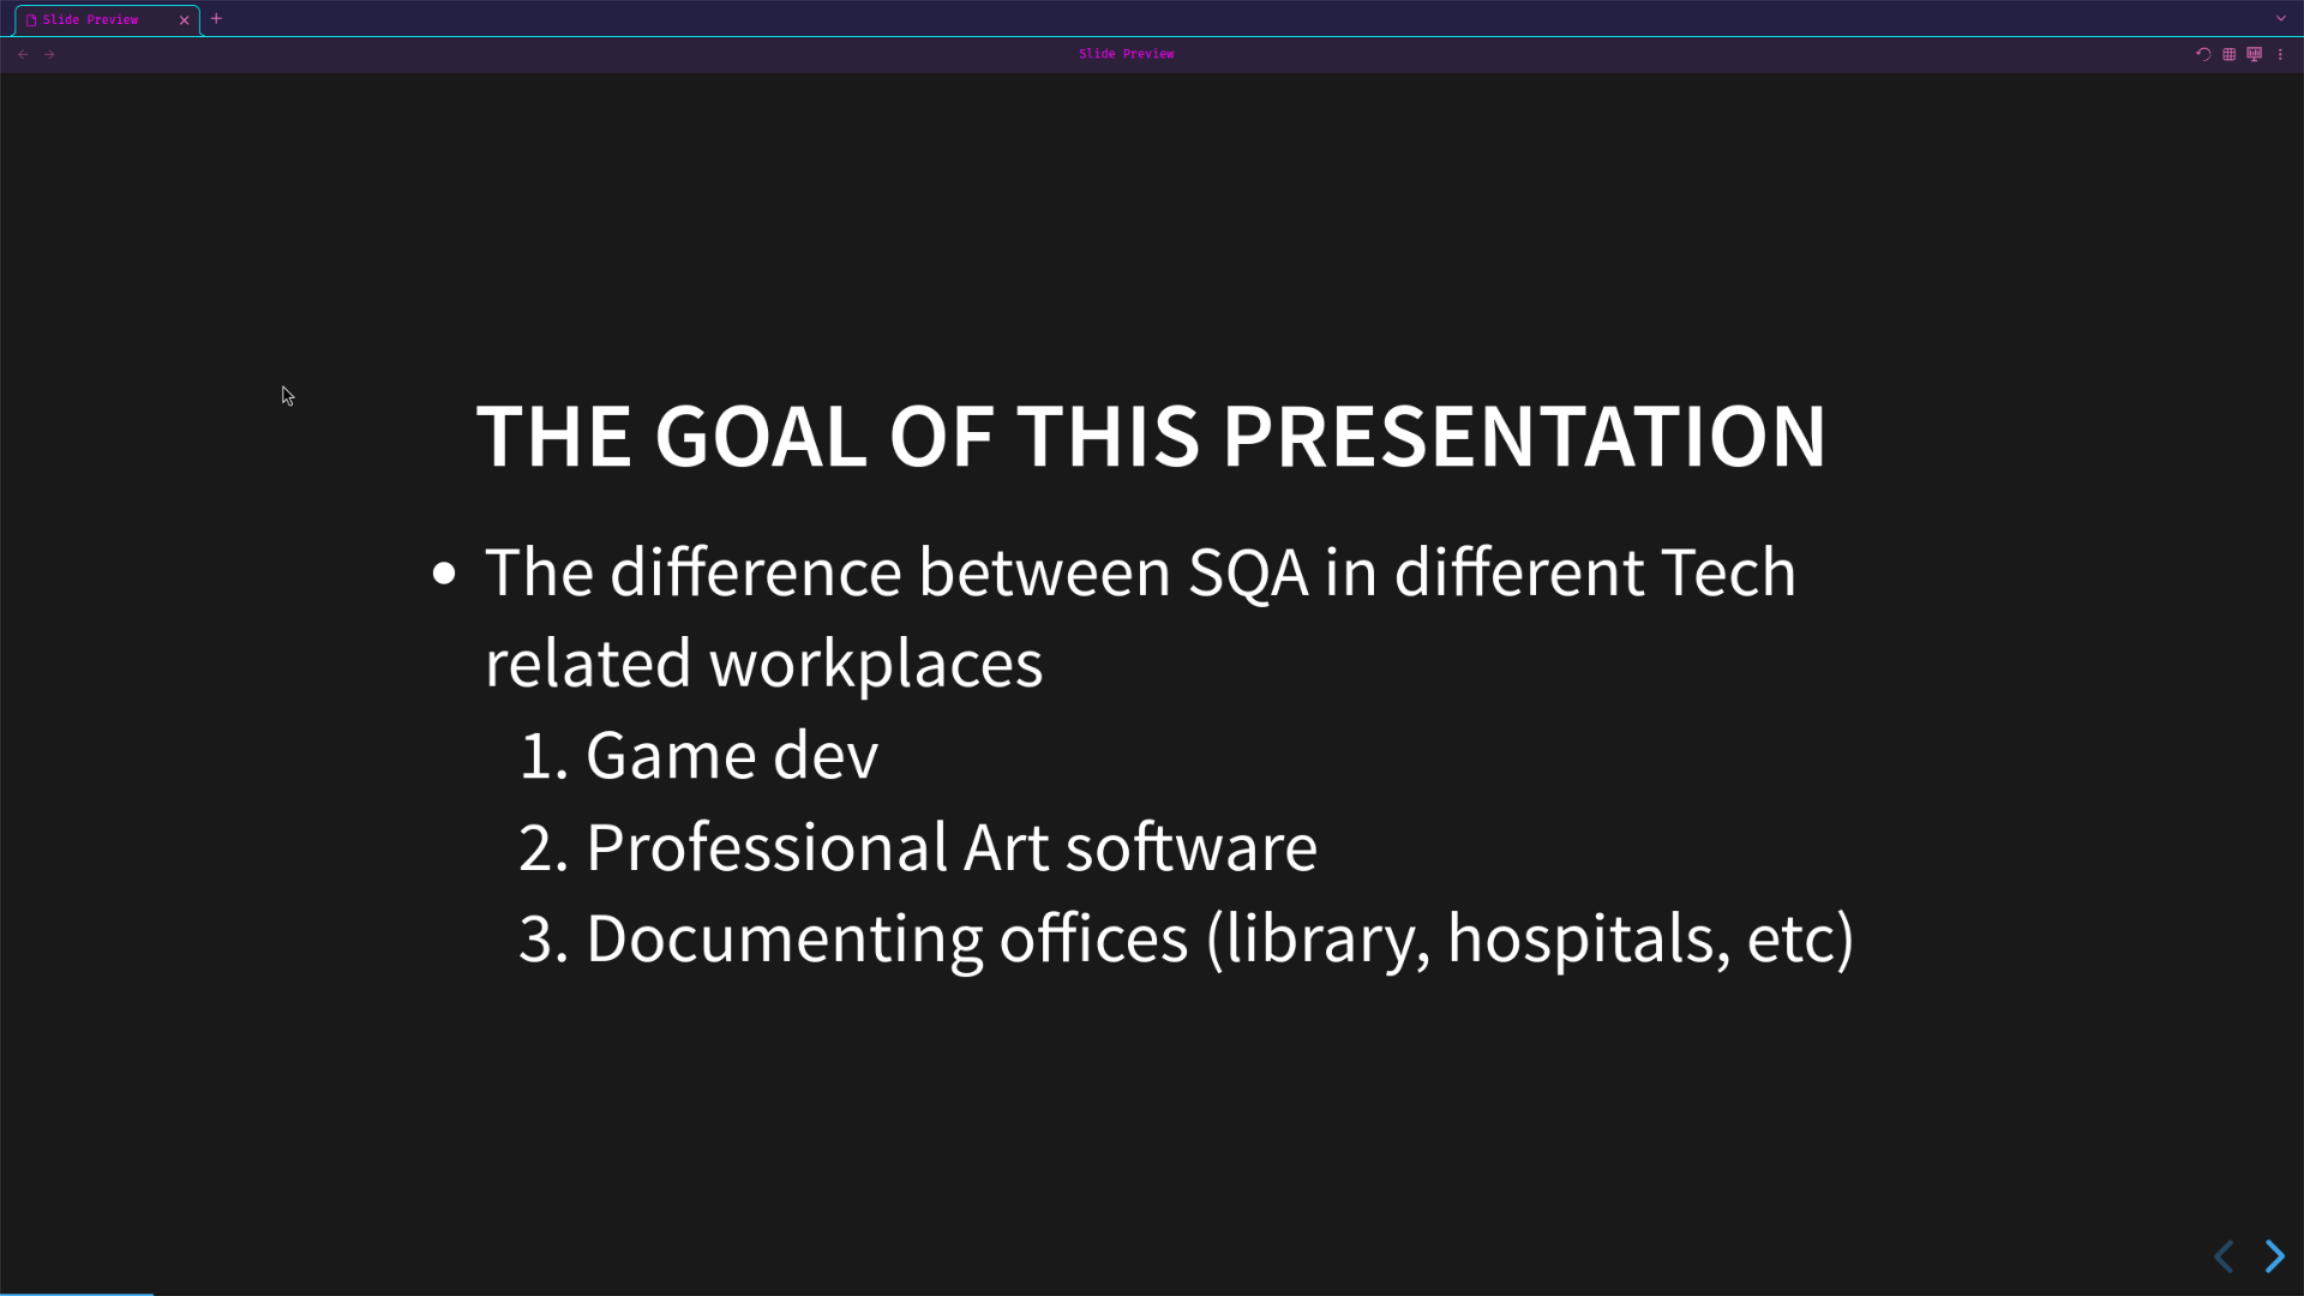 Slide Preview
Slide Preview
THE GOAL OF THIS PRESENTATION
• The difference between SQA in different Tech
related workplaces
1. Game dev
2. Professional Art software
3. Documenting offices (library, hospitals, etc)